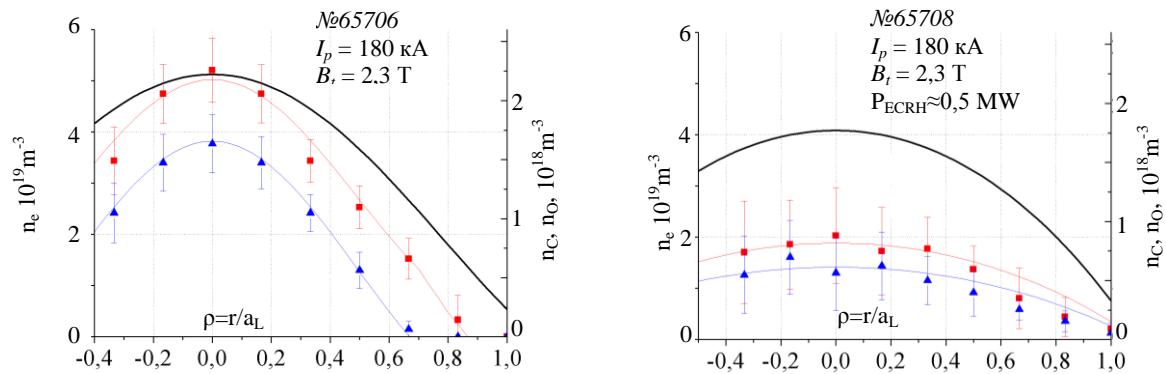 №65706
I_p = 180 кА
B_t = 2,3 T
n_e 10^19 m^-3
6
4
2
0
n_C, n_O, 10^18 m^-3
2
1
0
ρ=r/a_L
-0,4 -0,2 0,0 0,2 0,4 0,6 0,8 1,0
№65708
I_p = 180 кА
B_t = 2,3 T
P_ECRH≈0,5 MW
n_e 10^19 m^-3
6
4
2
0
n_C, n_O, 10^18 m^-3
2
1
0
ρ=r/a_L
-0,4 -0,2 0,0 0,2 0,4 0,6 0,8 1,0